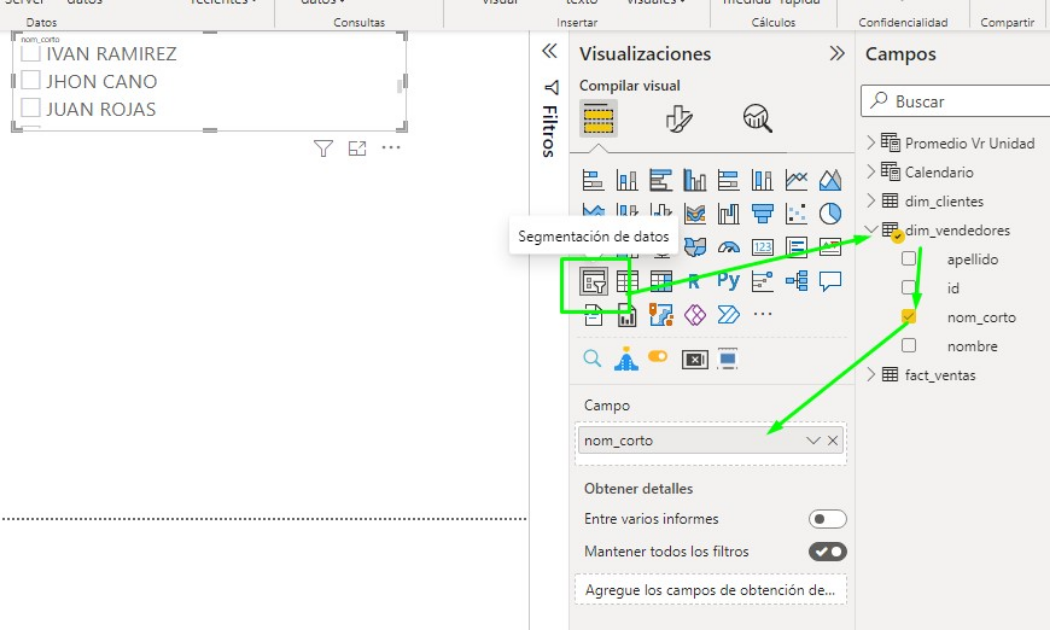 Server
datos
recientes
datos
visual
texto
visuales
medida
rápida
Datos
Consultas
Insertar
Cálculos
Confidencialidad
Compartir
nom_corto
IVAN RAMIREZ
JHON CANO
JUAN ROJAS
Filtros
Visualizaciones
Compilar visual
Segmentación de datos
123
R
Py
Campo
nom_corto
Obtener detalles
Entre varios informes
Mantener todos los filtros
Agregue los campos de obtención de...
Campos
Buscar
Promedio Vr Unidad
Calendario
dim_clientes
dim_vendedores
apellido
id
nom_corto
nombre
fact_ventas